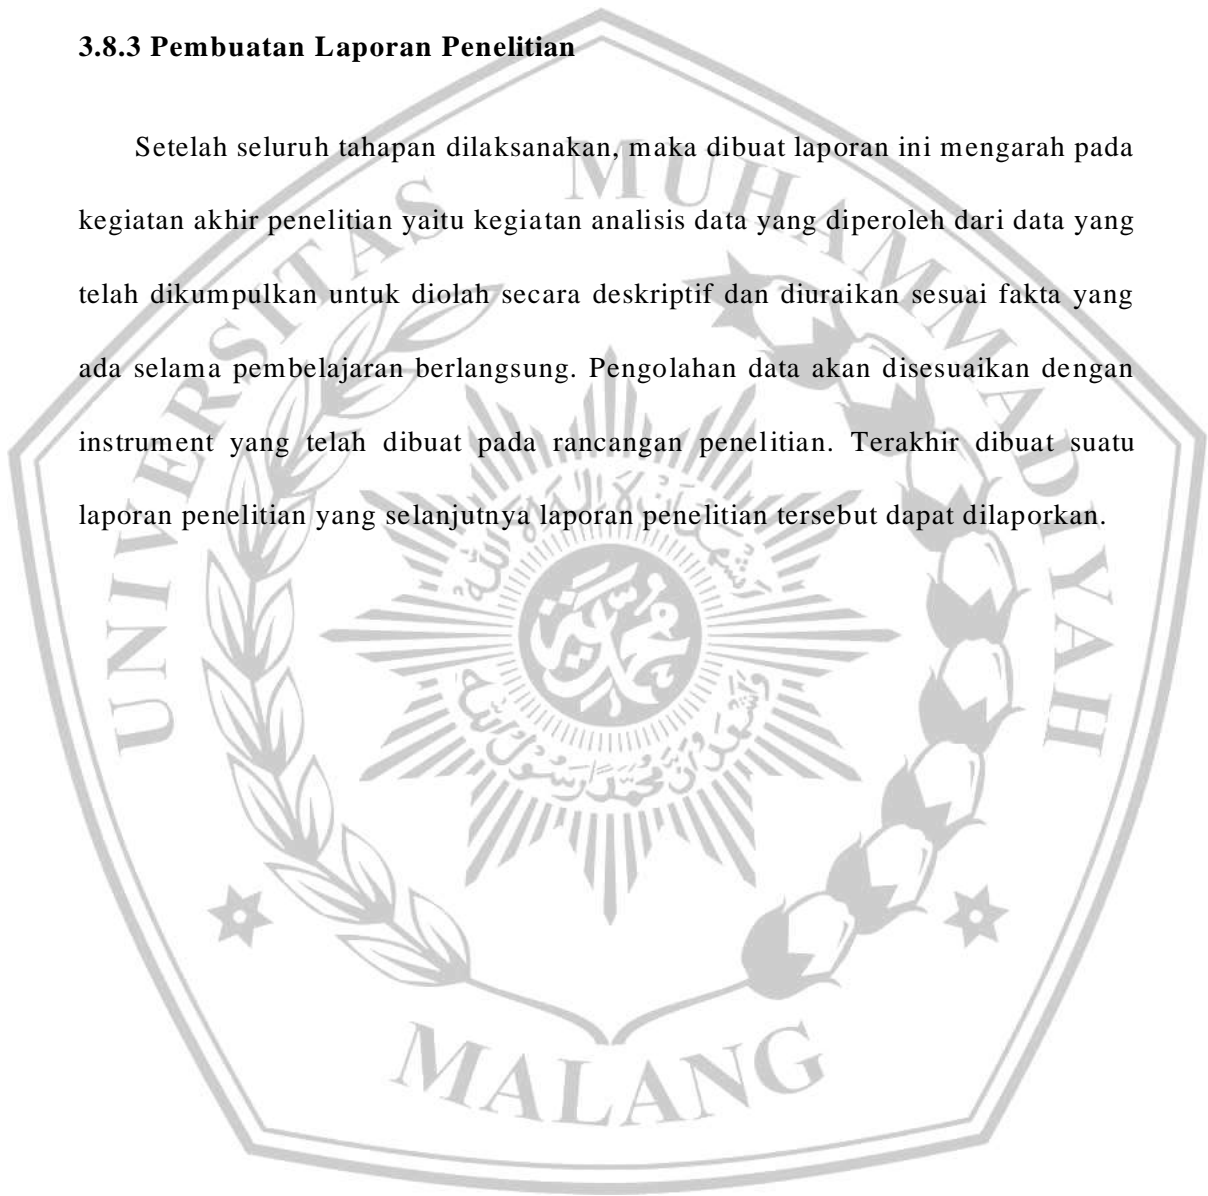 3.8.3 Pembuatan Laporan Penelitian
Setelah seluruh tahapan dilaksanakan, maka dibuat laporan ini mengarah pada
kegiatan akhir penelitian yaitu kegiatan analisis data yang diperoleh dari data yang
telah dikumpulkan untuk diolah secara deskriptif dan diuraikan sesuai fakta yang
ada selama pembelajaran berlangsung. Pengolahan data akan disesuaikan dengan
instrument yang telah dibuat pada rancangan penelitian. Terakhir dibuat suatu
laporan penelitian yang selanjutnya laporan penelitian tersebut dapat dilaporkan.
UNIVERSITAS MUHAMMADIYAH
MALANG